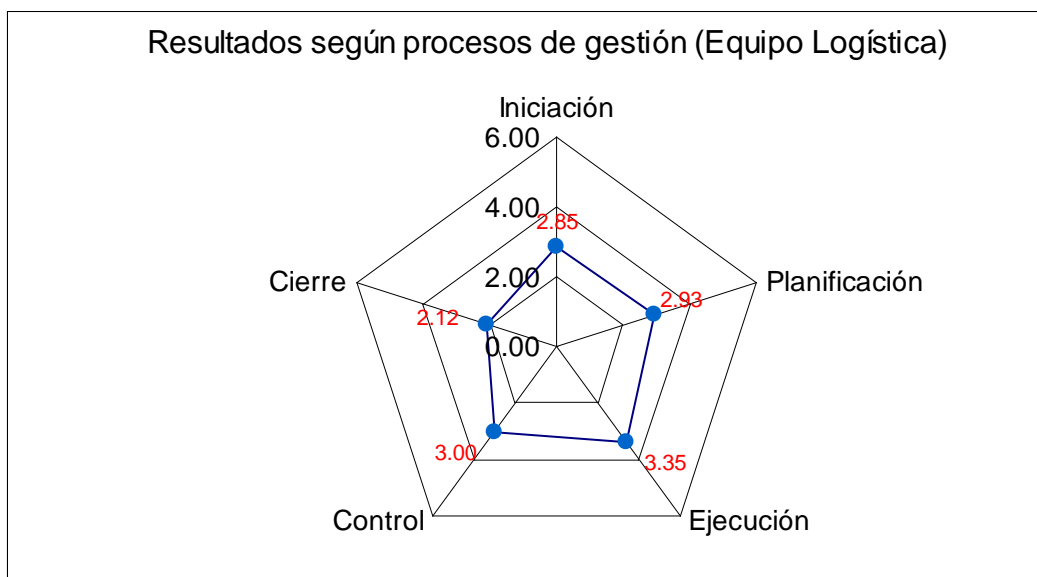 Resultados según procesos de gestión (Equipo Logística)
Iniciación
6.00
4.00
2.85
2.00
Cierre
Planificación
2.93
2.12
0.00
3.00
3.35
Control
Ejecución